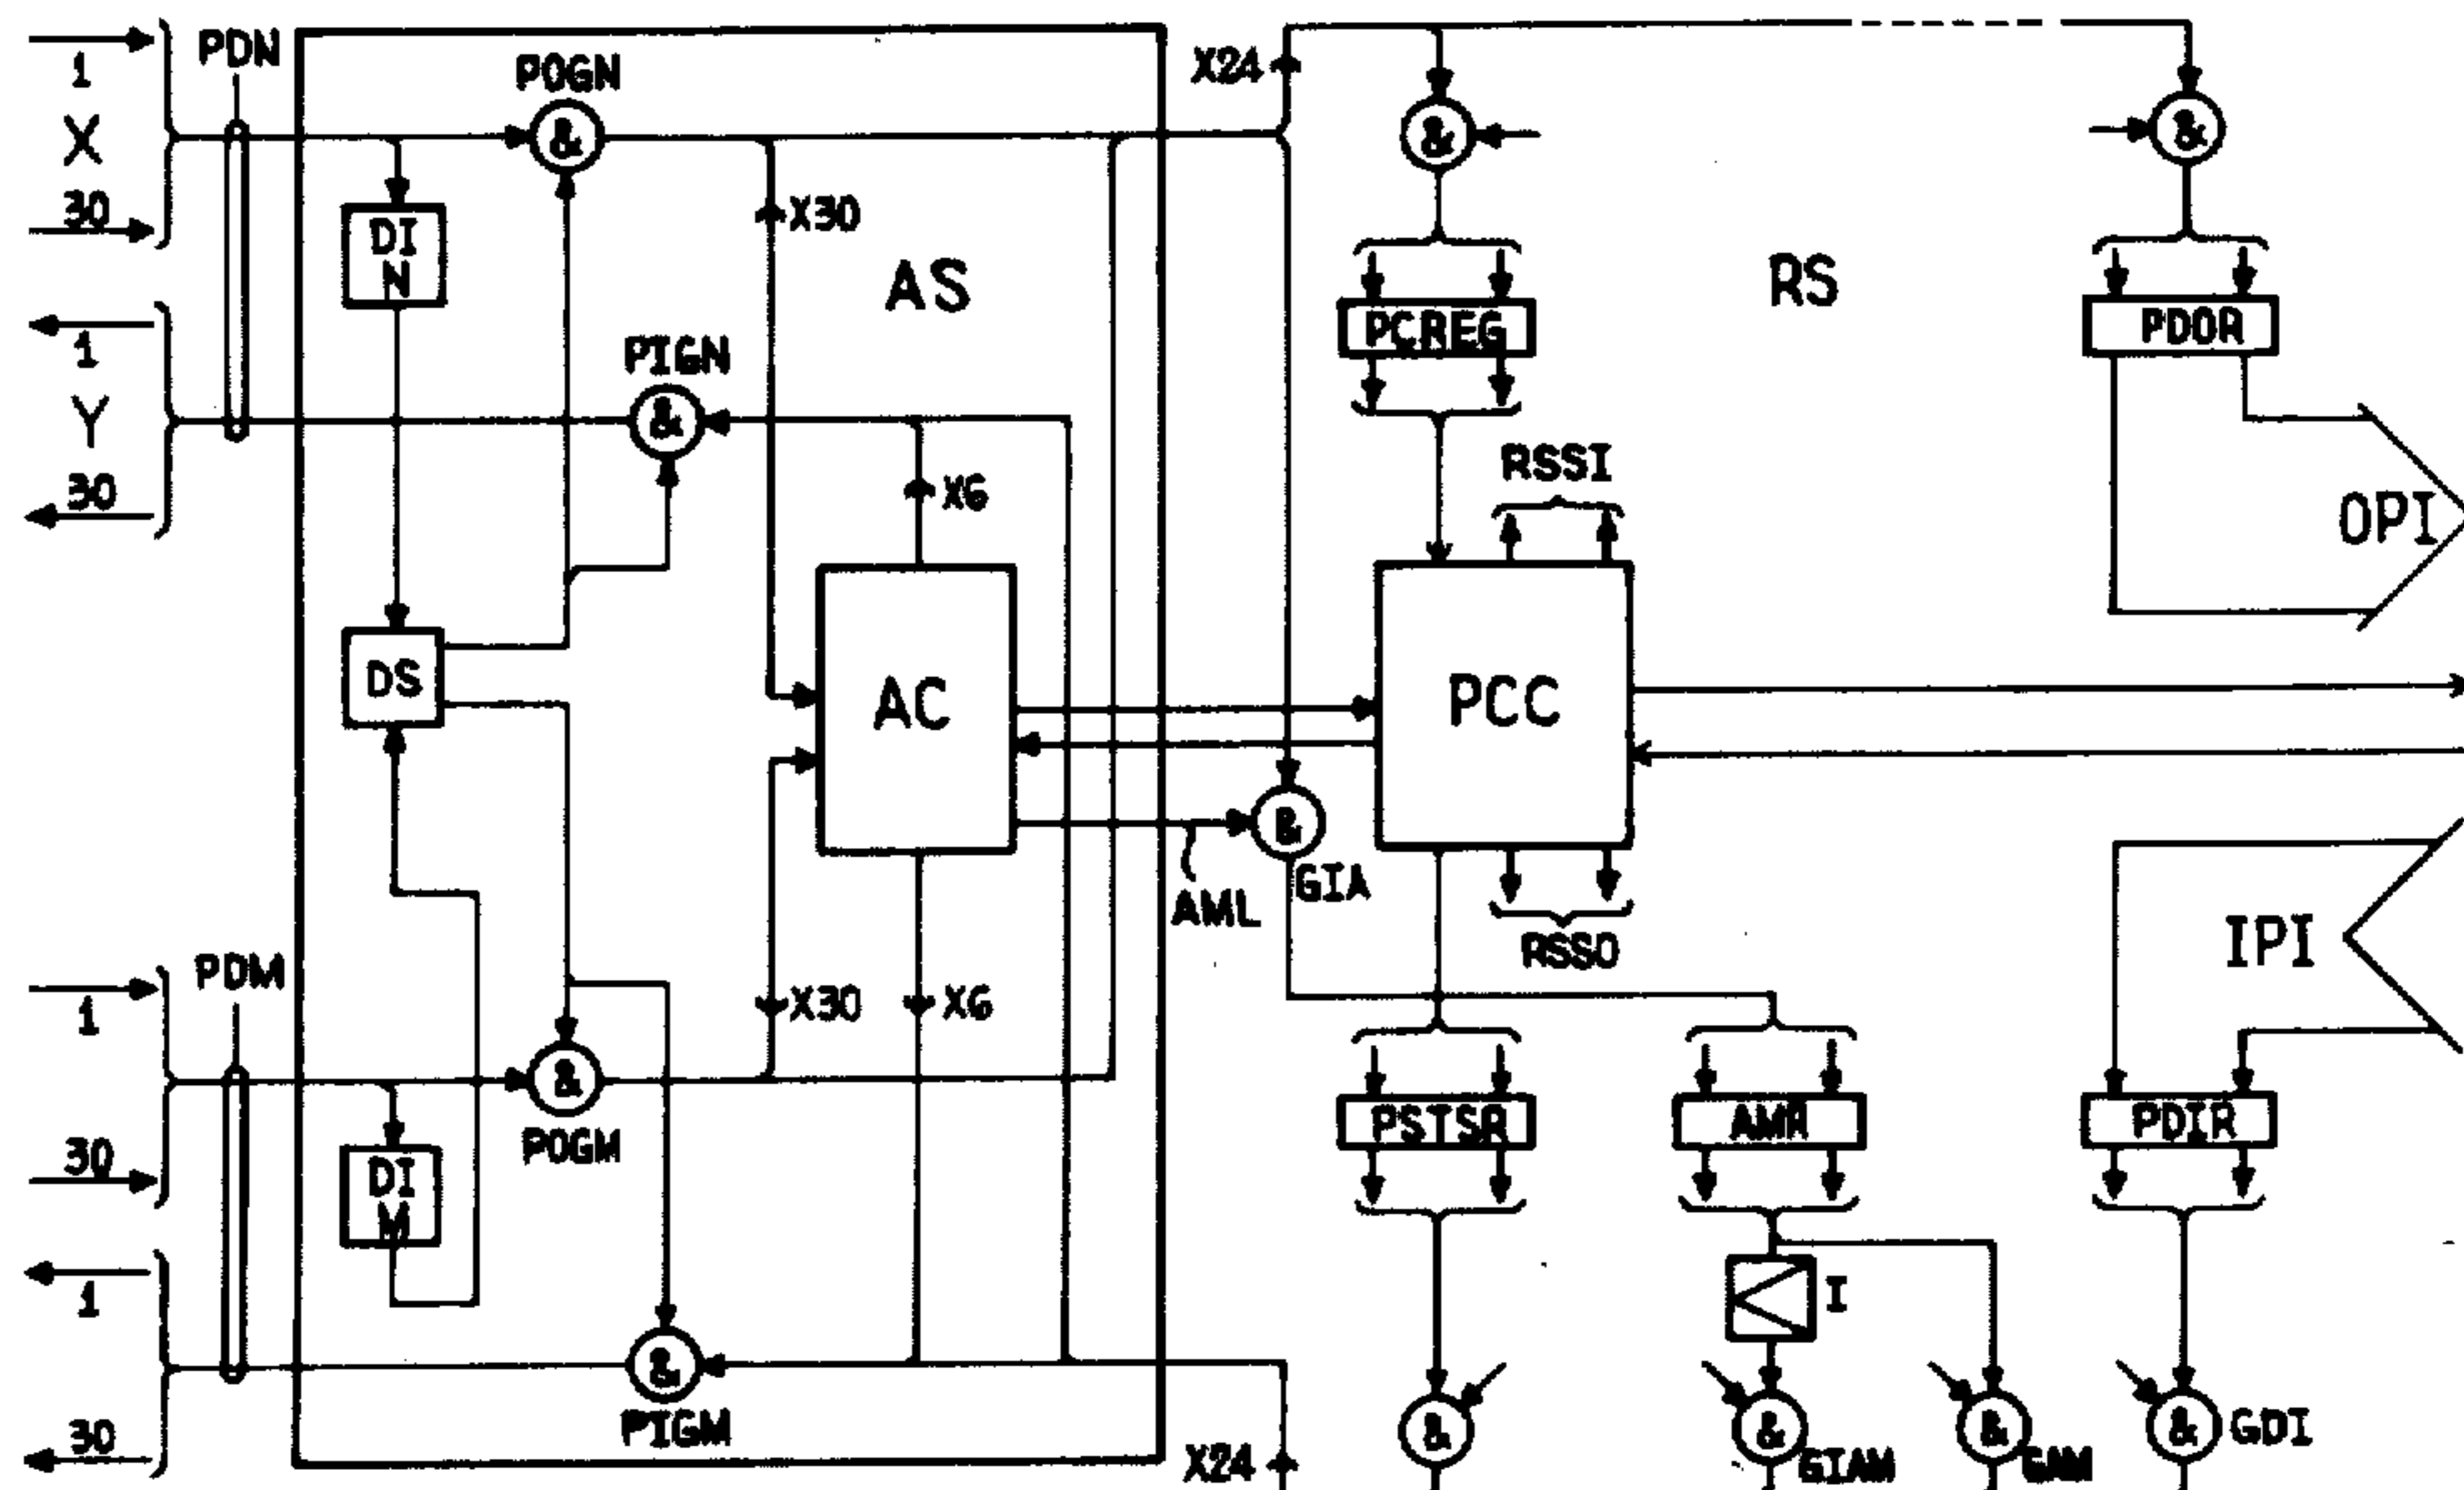 1
X
30
PDN
POGN
X30
AS
X24
&
&
&
RS
DI
N
1
Y
30
PIGN
&
X6
PCREG
RSSI
PDOR
OPI
DS
AC
PCC
&
GIA
AML
RSSO
IPI
1
30
PDM
X30
X6
&
POGM
DI
M
PSTSR
AMR
PDIR
I
1
30
&
PIGM
X24
&
&
GIAM
&
GAM
&
GDI